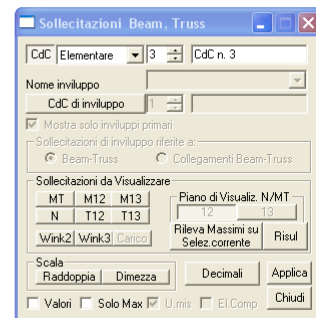 Sollecitazioni Beam, Truss
CdC Elementare 3 CdC n. 3
Nome inviluppo
CdC di inviluppo 1
Mostra solo inviluppi primari
Sollecitazioni di inviluppo riferite a:
Beam-Truss Collegamenti Beam-Truss
Sollecitazioni da Visualizzare
MT M12 M13
N T12 T13
Wink2 Wink3 Carico
Piano di Visualiz. N/MT
12 13
Rileva Massimi su
Selez.corrente
Risul
Scala
Raddoppia Dimezza
Decimali
Applica
Valori Solo Max U.mis El.Comp
Chiudi